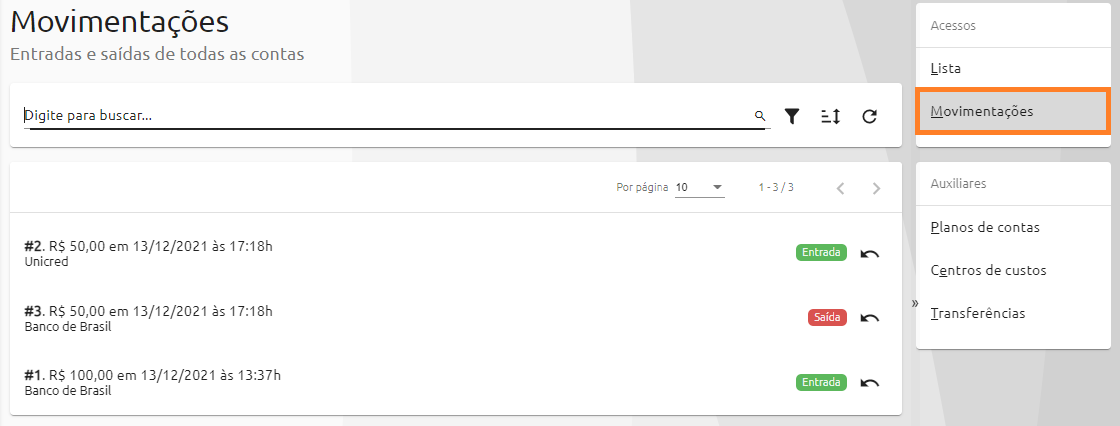 Movimentações
Entradas e saídas de todas as contas
Digite para buscar...
Por página 10 1 - 3 / 3
#2. R$ 50,00 em 13/12/2021 às 17:18h
Unicred
Entrada
#3. R$ 50,00 em 13/12/2021 às 17:18h
Banco de Brasil
Saída
#1. R$ 100,00 em 13/12/2021 às 13:37h
Banco de Brasil
Entrada
»
Acessos
Lista
Movimentações
Auxiliares
Planos de contas
Centros de custos
Transferências